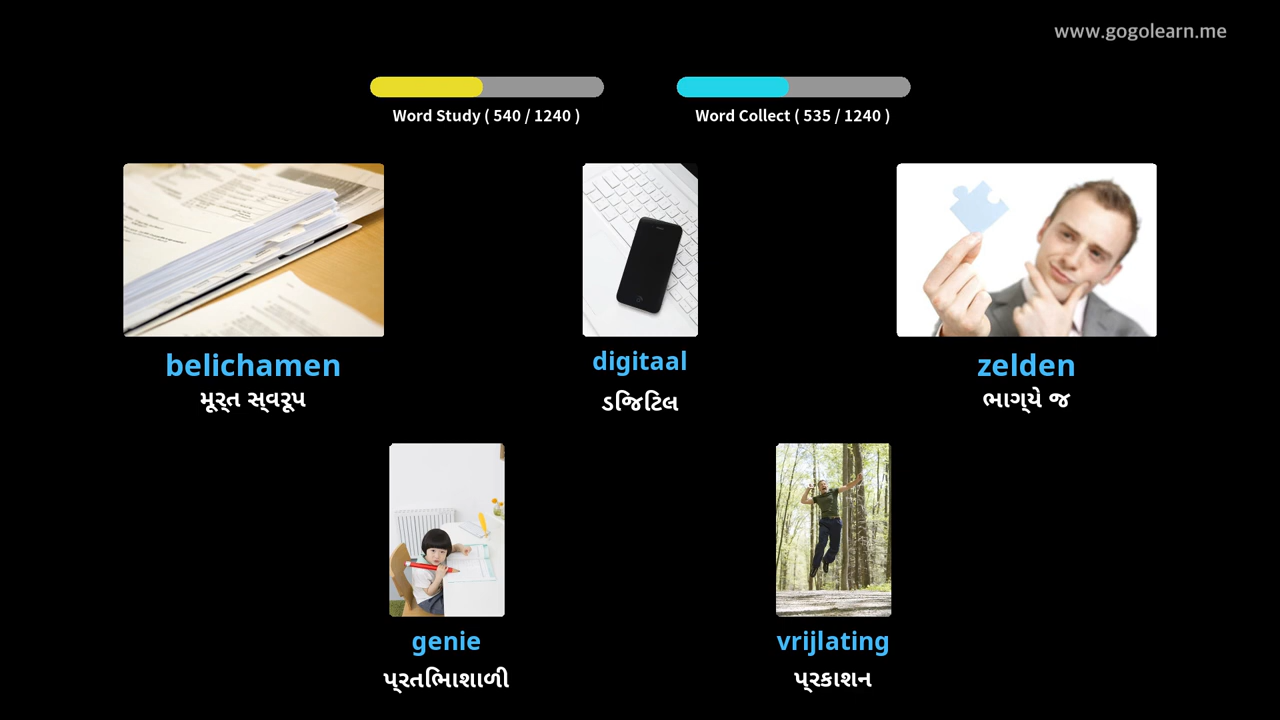 www.gogolearn.me
Word Study ( 540 / 1240 )
Word Collect ( 535 / 1240 )
belichamen
મૂર્ત સ્વરૂપ
digitaal
ડિજિટલ
zelden
ભાગ્યે જ
genie
પ્રતિભાશાળી
vrijlating
પ્રકાશન